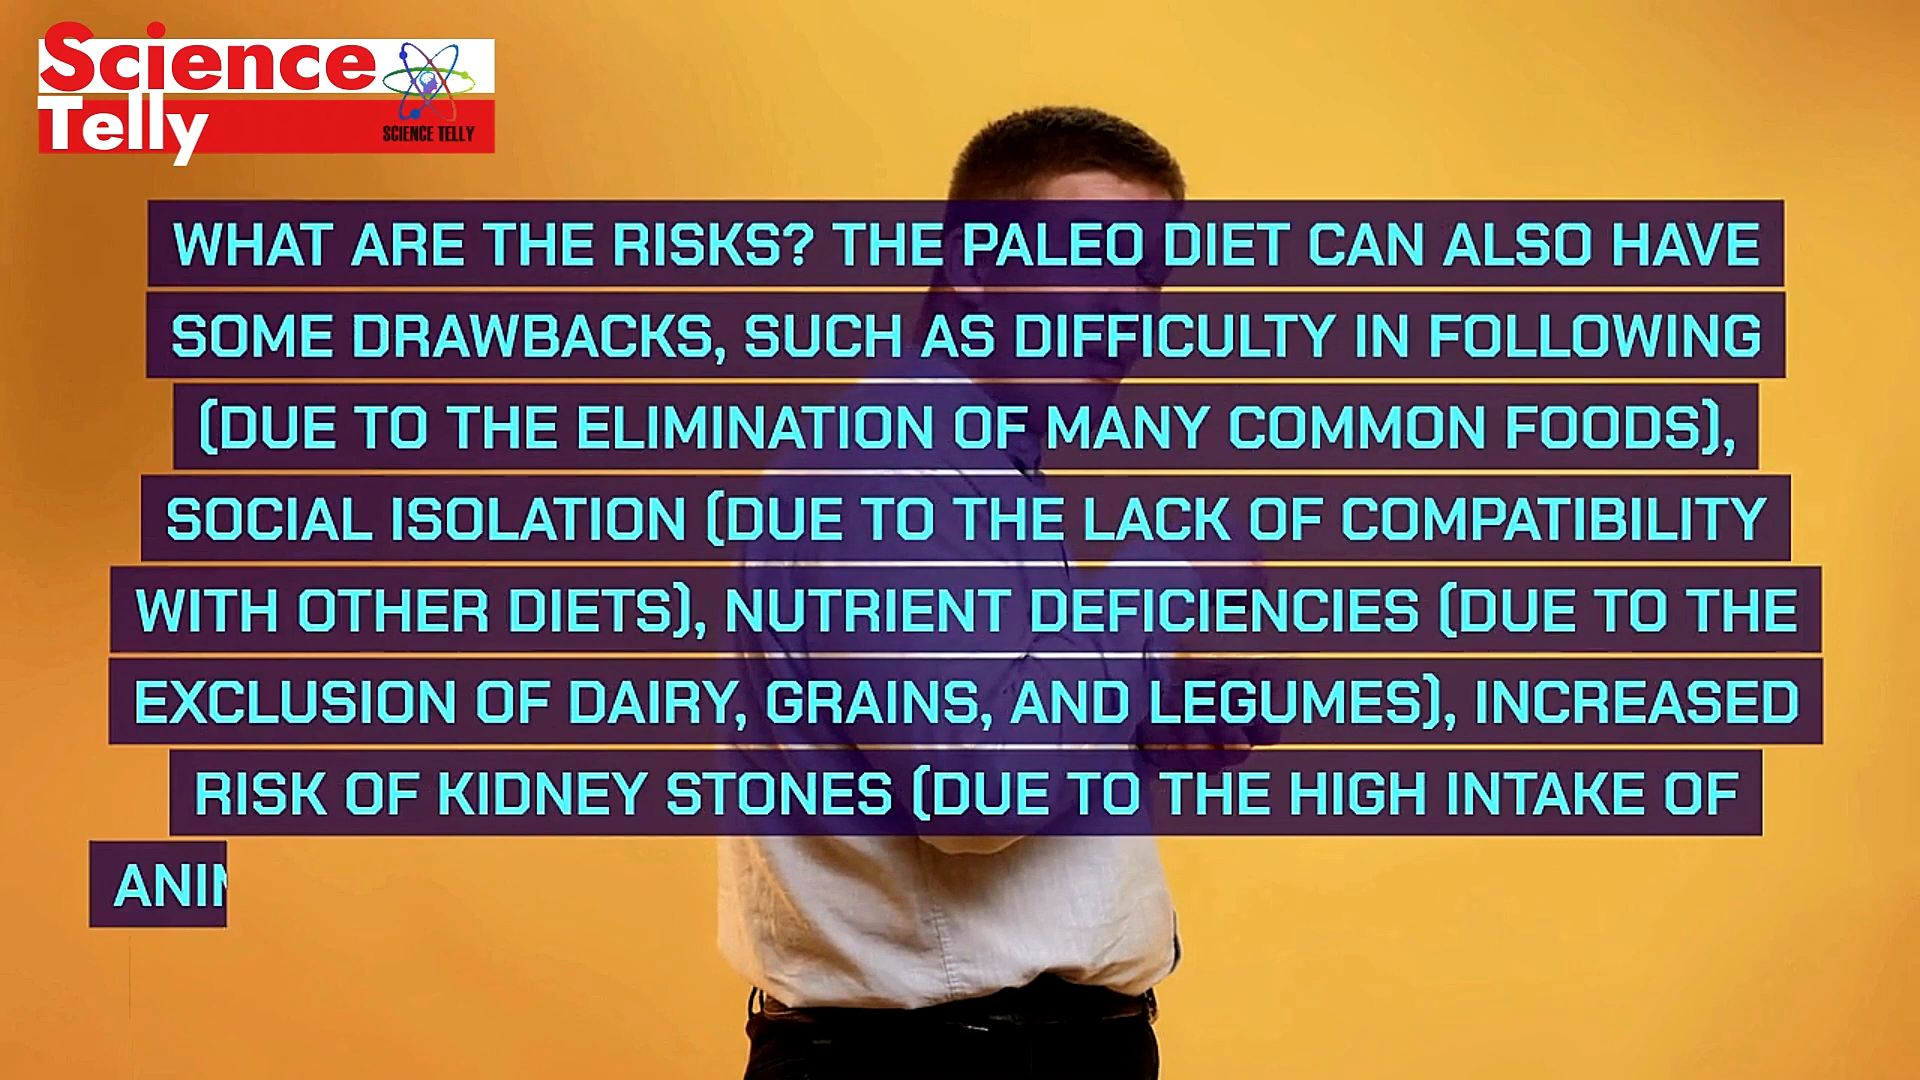 Science
Telly
SCIENCE TELLY
WHAT ARE THE RISKS? THE PALEO DIET CAN ALSO HAVE
SOME DRAWBACKS, SUCH AS DIFFICULTY IN FOLLOWING
(DUE TO THE ELIMINATION OF MANY COMMON FOODS),
SOCIAL ISOLATION (DUE TO THE LACK OF COMPATIBILITY
WITH OTHER DIETS), NUTRIENT DEFICIENCIES (DUE TO THE
EXCLUSION OF DAIRY, GRAINS, AND LEGUMES), INCREASED
RISK OF KIDNEY STONES (DUE TO THE HIGH INTAKE OF